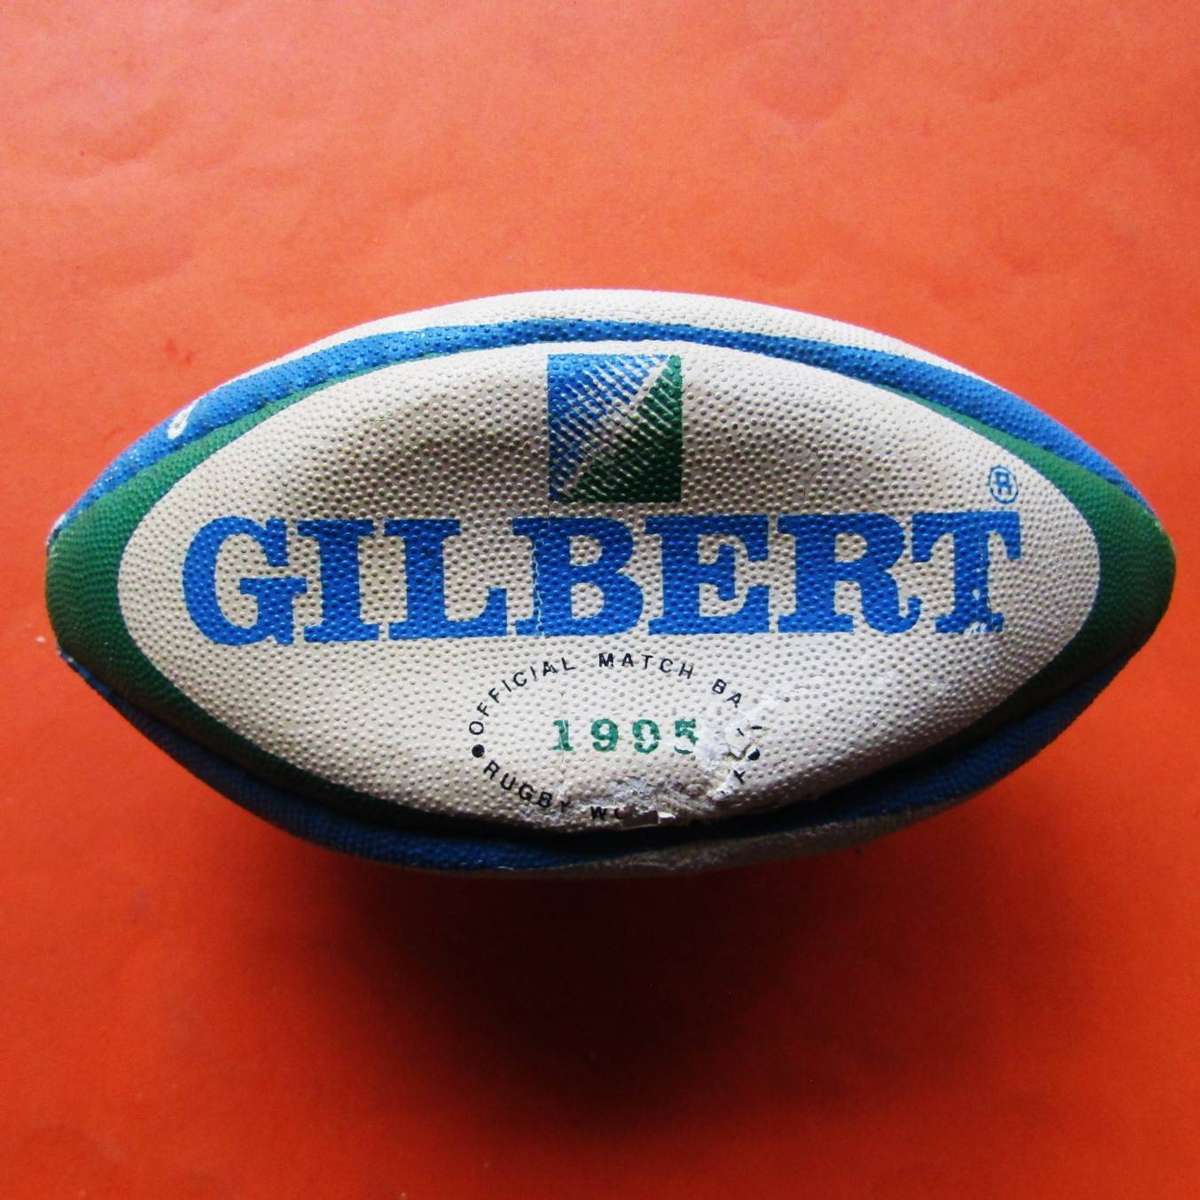 GILBERT®
OFFICIAL MATCH
1995
RUGBY